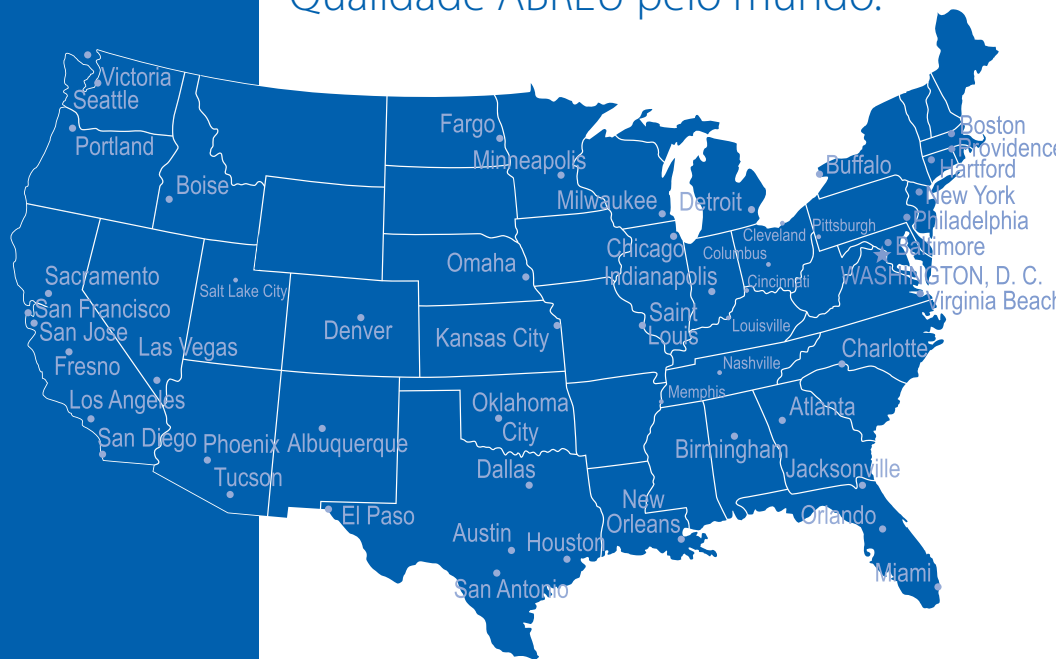 Qualidade ABREU pelo mundo.
Victoria
Seattle
Portland
Boise
Fargo
Minneapolis
Milwaukee
Detroit
Buffalo
Boston
Providence
Hartford
New York
Philadelphia
Pittsburgh
Cleveland
Baltimore
Chicago
Columbus
WASHINGTON, D. C.
Omaha
Indianapolis
Cincinnati
Virginia Beach
Sacramento
Salt Lake City
San Francisco
San Jose
Denver
Kansas City
Saint
Louis
Louisville
Las Vegas
Fresno
Nashville
Charlotte
Los Angeles
Memphis
Oklahoma
City
Atlanta
San Diego
Phoenix
Albuquerque
Birmingham
Tucson
Dallas
Jacksonville
El Paso
New
Orleans
Orlando
Austin
Houston
San Antonio
Miami